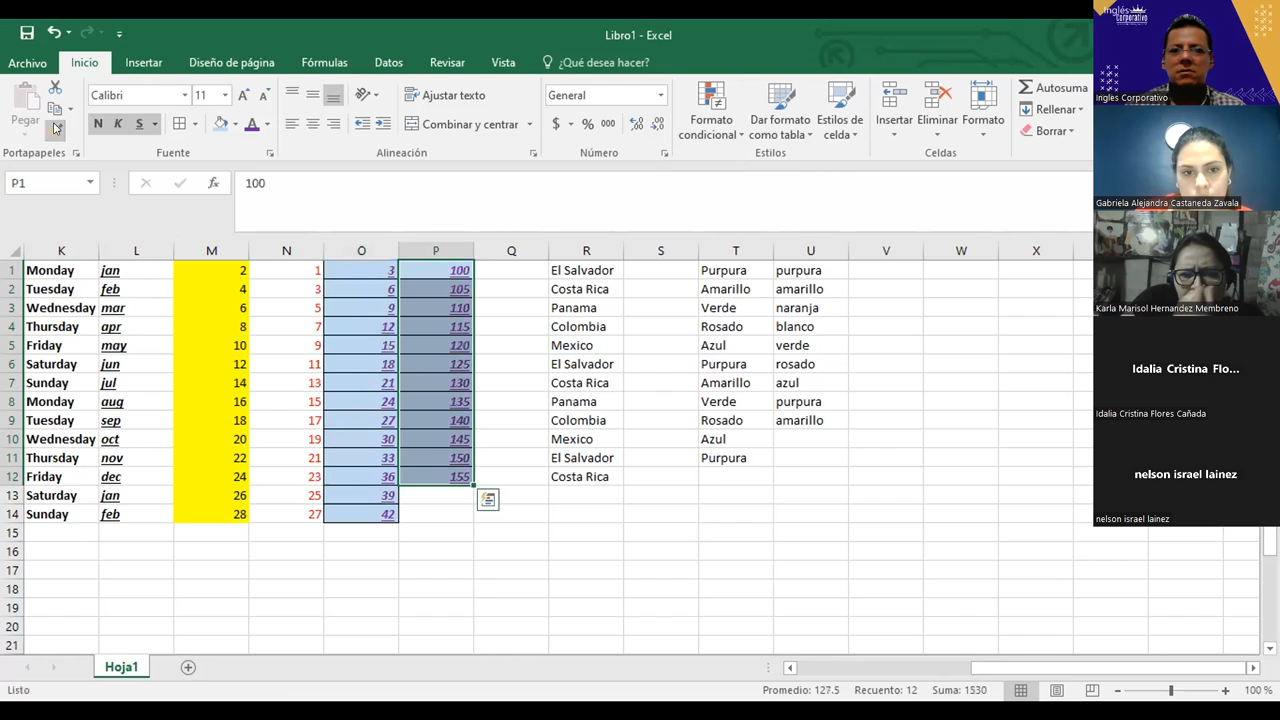 Libro1 - Excel
Archivo Inicio Insertar Diseño de página Fórmulas Datos Revisar Vista ¿Qué desea hacer?
Pegar
Calibri 11
N K S
Ajustar texto
Combinar y centrar
General
$ % 000
Formato condicional
Dar formato como tabla
Estilos de celda
Insertar Eliminar Formato
Autosuma
Rellenar
Borrar
Portapapeles Fuente Alineación Número Estilos Celdas
P1 fx 100
K L M N O P Q R S T U V W X
1 Monday jan 2 1 3 100 El Salvador Purpura purpura
2 Tuesday feb 4 3 6 105 Costa Rica Amarillo amarillo
3 Wednesday mar 6 5 9 110 Panama Verde naranja
4 Thursday apr 8 7 12 115 Colombia Rosado blanco
5 Friday may 10 9 15 120 Mexico Azul verde
6 Saturday jun 12 11 18 125 El Salvador Purpura rosado
7 Sunday jul 14 13 21 130 Costa Rica Amarillo azul
8 Monday aug 16 15 24 135 Panama Verde purpura
9 Tuesday sep 18 17 27 140 Colombia Rosado amarillo
10 Wednesday oct 20 19 30 145 Mexico Azul
11 Thursday nov 22 21 33 150 El Salvador Purpura
12 Friday dec 24 23 36 155 Costa Rica
13 Saturday jan 26 25 39
14 Sunday feb 28 27 42
15
16
17
18
19
20
21
Hoja1
Listo Promedio: 127.5 Recuento: 12 Suma: 1530 100 %
Inglés Corporativo
Ingles Corporativo
Gabriela Alejandra Castaneda Zavala
Karla Marisol Hernandez Membreno
Idalia Cristina Flo...
Idalia Cristina Flores Cañada
nelson israel lainez
nelson israel lainez